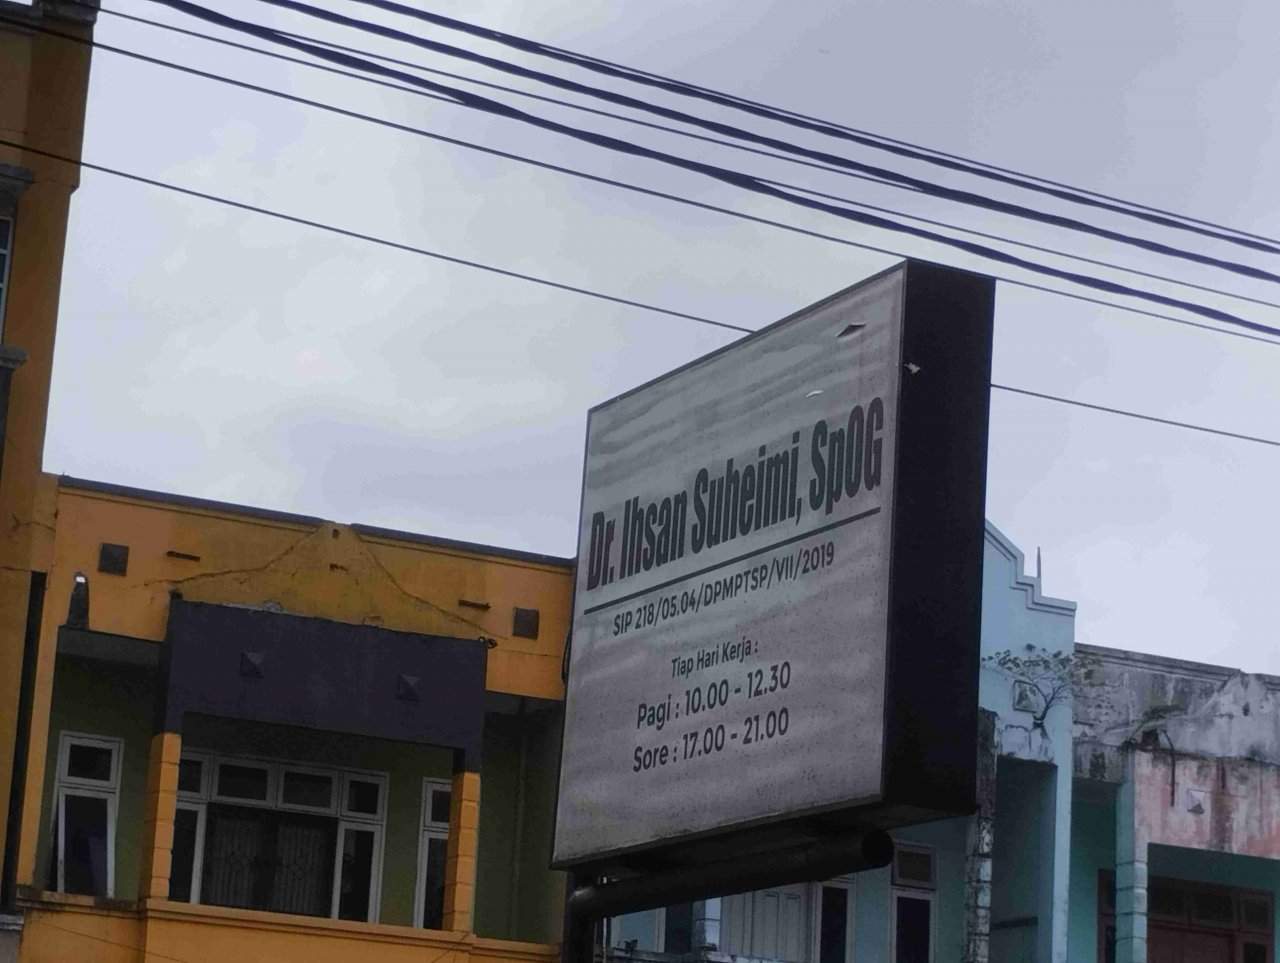 Dr. Ihsan Suheimi, SpOG
SIP 218/05.04/DPMPTSP/VII/2019
Tiap Hari Kerja :
Pagi : 10.00 - 12.30
Sore : 17.00 - 21.00